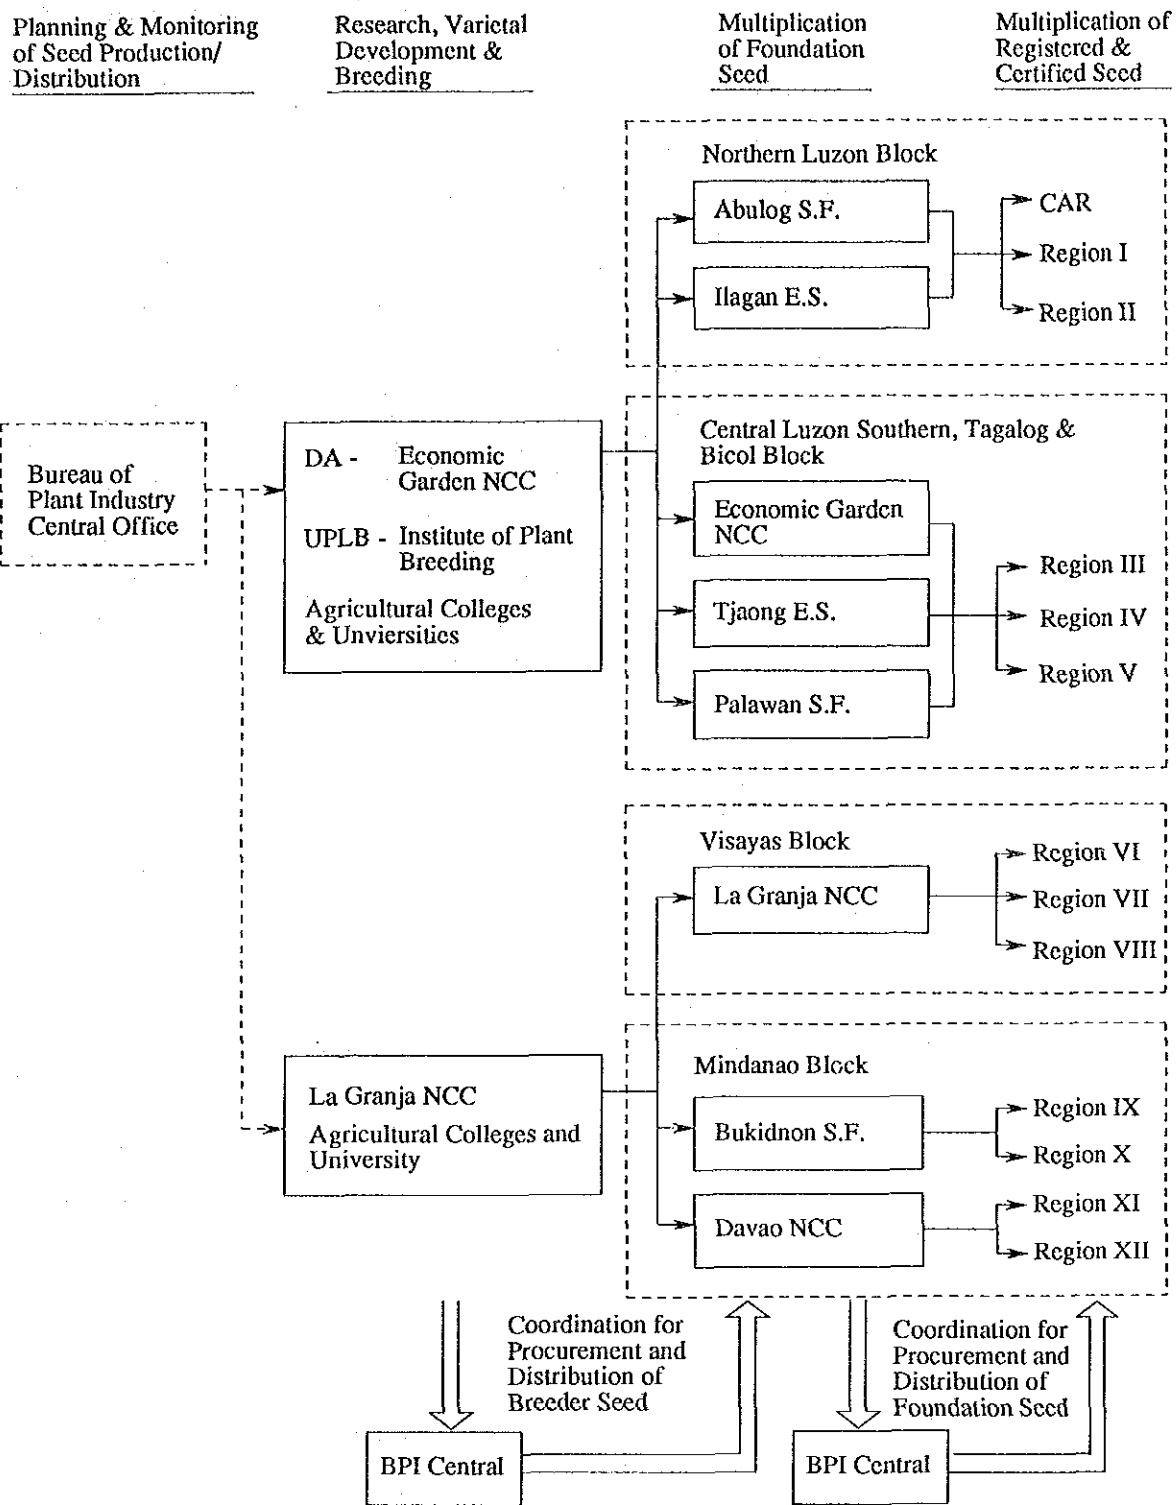 Planning & Monitoring
of Seed Production/
Distribution
Research, Varietal
Development &
Breeding
Multiplication
of Foundation
Seed
Multiplication of
Registered &
Certified Seed
Northern Luzon Block
Abulog S.F.
Ilagan E.S.
CAR
Region I
Region II
Bureau of
Plant Industry
Central Office
DA - Economic
Garden NCC
UPLB - Institute of Plant
Breeding
Agricultural Colleges
& Unviersities
Central Luzon Southern, Tagalog &
Bicol Block
Economic Garden
NCC
Tjaong E.S.
Palawan S.F.
Region III
Region IV
Region V
Visayas Block
La Granja NCC
Region VI
Region VII
Region VIII
La Granja NCC
Agricultural Colleges and
University
Mindanao Block
Bukidnon S.F.
Davao NCC
Region IX
Region X
Region XI
Region XII
Coordination for
Procurement and
Distribution of
Breeder Seed
BPI Central
Coordination for
Procurement and
Distribution of
Foundation Seed
BPI Central